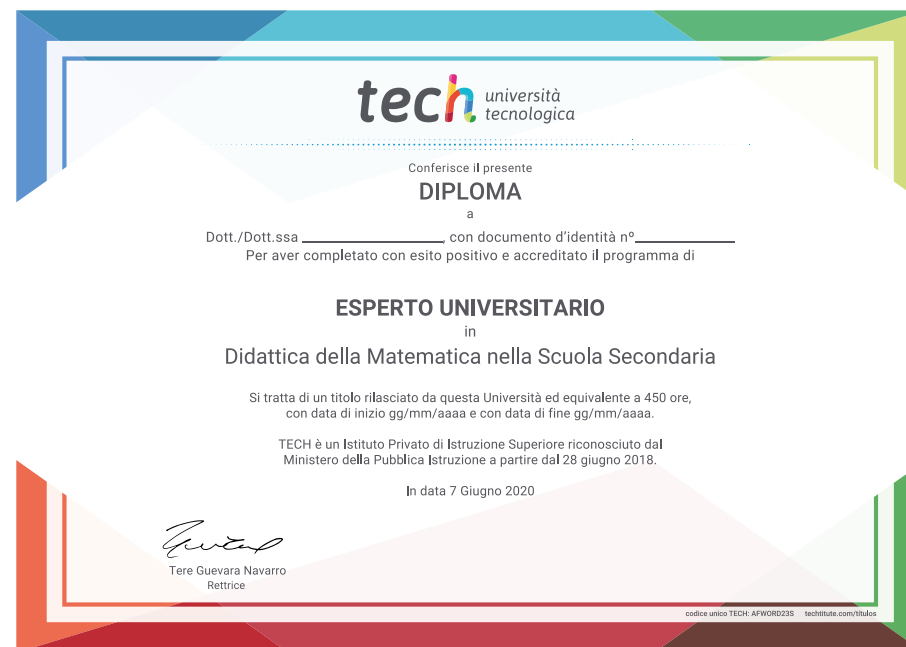 tech università
tecnologica
Conferisce il presente
DIPLOMA
a
Dott./Dott.ssa ____________________, con documento d'identità nº______________
Per aver completato con esito positivo e accreditato il programma di
ESPERTO UNIVERSITARIO
in
Didattica della Matematica nella Scuola Secondaria
Si tratta di un titolo rilasciato da questa Università ed equivalente a 450 ore,
con data di inizio gg/mm/aaaa e con data di fine gg/mm/aaaa.
TECH è un Istituto Privato di Istruzione Superiore riconosciuto dal
Ministero della Pubblica Istruzione a partire dal 28 giugno 2018.
In data 7 Giugno 2020
Tere Guevara Navarro
Rettrice
codice unico TECH: AFWORD23S techtitute.com/títulos